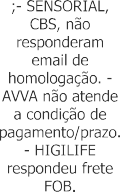 ;- SENSORIAL,
CBS, não
responderam
email de
homologação. -
AVVA não atende
a condição de
pagamento/prazo.
- HIGILIFE
respondeu frete
FOB.